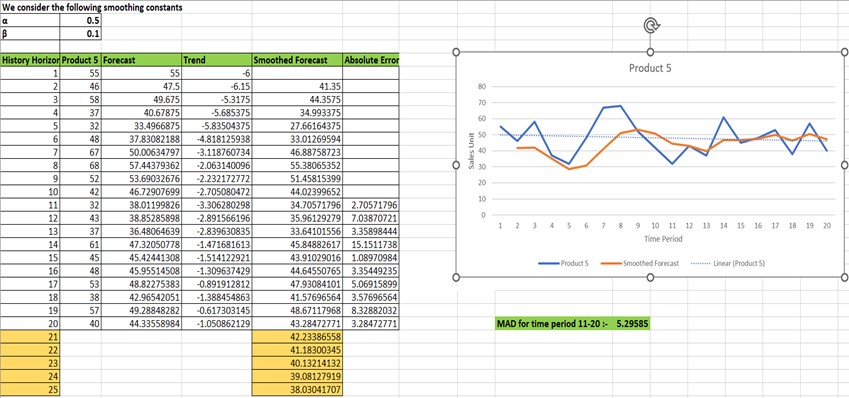 We consider the following smoothing constants
α 0.5
β 0.1
History Horizon Product 5 Forecast Trend Smoothed Forecast Absolute Error
1 55 55 -6
2 46 47.5 -6.15 41.35
3 58 49.675 -5.3175 44.3575
4 37 40.67875 -5.685375 34.993375
5 32 33.4966875 -5.83504375 27.66164375
6 48 37.83082188 -4.818125938 33.01269594
7 67 50.00634797 -3.118760734 46.88758723
8 68 57.44379362 -2.063140096 55.38065352
9 52 53.69032676 -2.232172772 51.45815399
10 42 46.72907699 -2.705080472 44.02399652
11 32 38.01199826 -3.306280298 34.70571796 2.70571796
12 43 38.85285898 -2.891566196 35.96129279 7.03870721
13 37 36.48064639 -2.839630835 33.64101556 3.35898444
14 61 47.32050778 -1.471681613 45.84882617 15.1511738
15 45 45.42441308 -1.514122921 43.91029016 1.08970984
16 48 45.95514508 -1.309637429 44.64550765 3.35449235
17 53 48.82275383 -0.891912812 47.93084101 5.06915899
18 38 42.96542051 -1.388454863 41.57696564 3.57696564
19 57 49.28848282 -0.617303145 48.67117968 8.32882032
20 40 44.33558984 -1.050862129 43.28472771 3.28472771
21 42.23386558
22 41.18300345
23 40.13214132
24 39.08127919
25 38.03041707
Product 5
80
70
60
50
40
30
20
10
0
Sales Unit
1 2 3 4 5 6 7 8 9 10 11 12 13 14 15 16 17 18 19 20
Time Period
Product 5 Smoothed Forecast Linear (Product 5)
MAD for time period 11-20 :- 5.29585